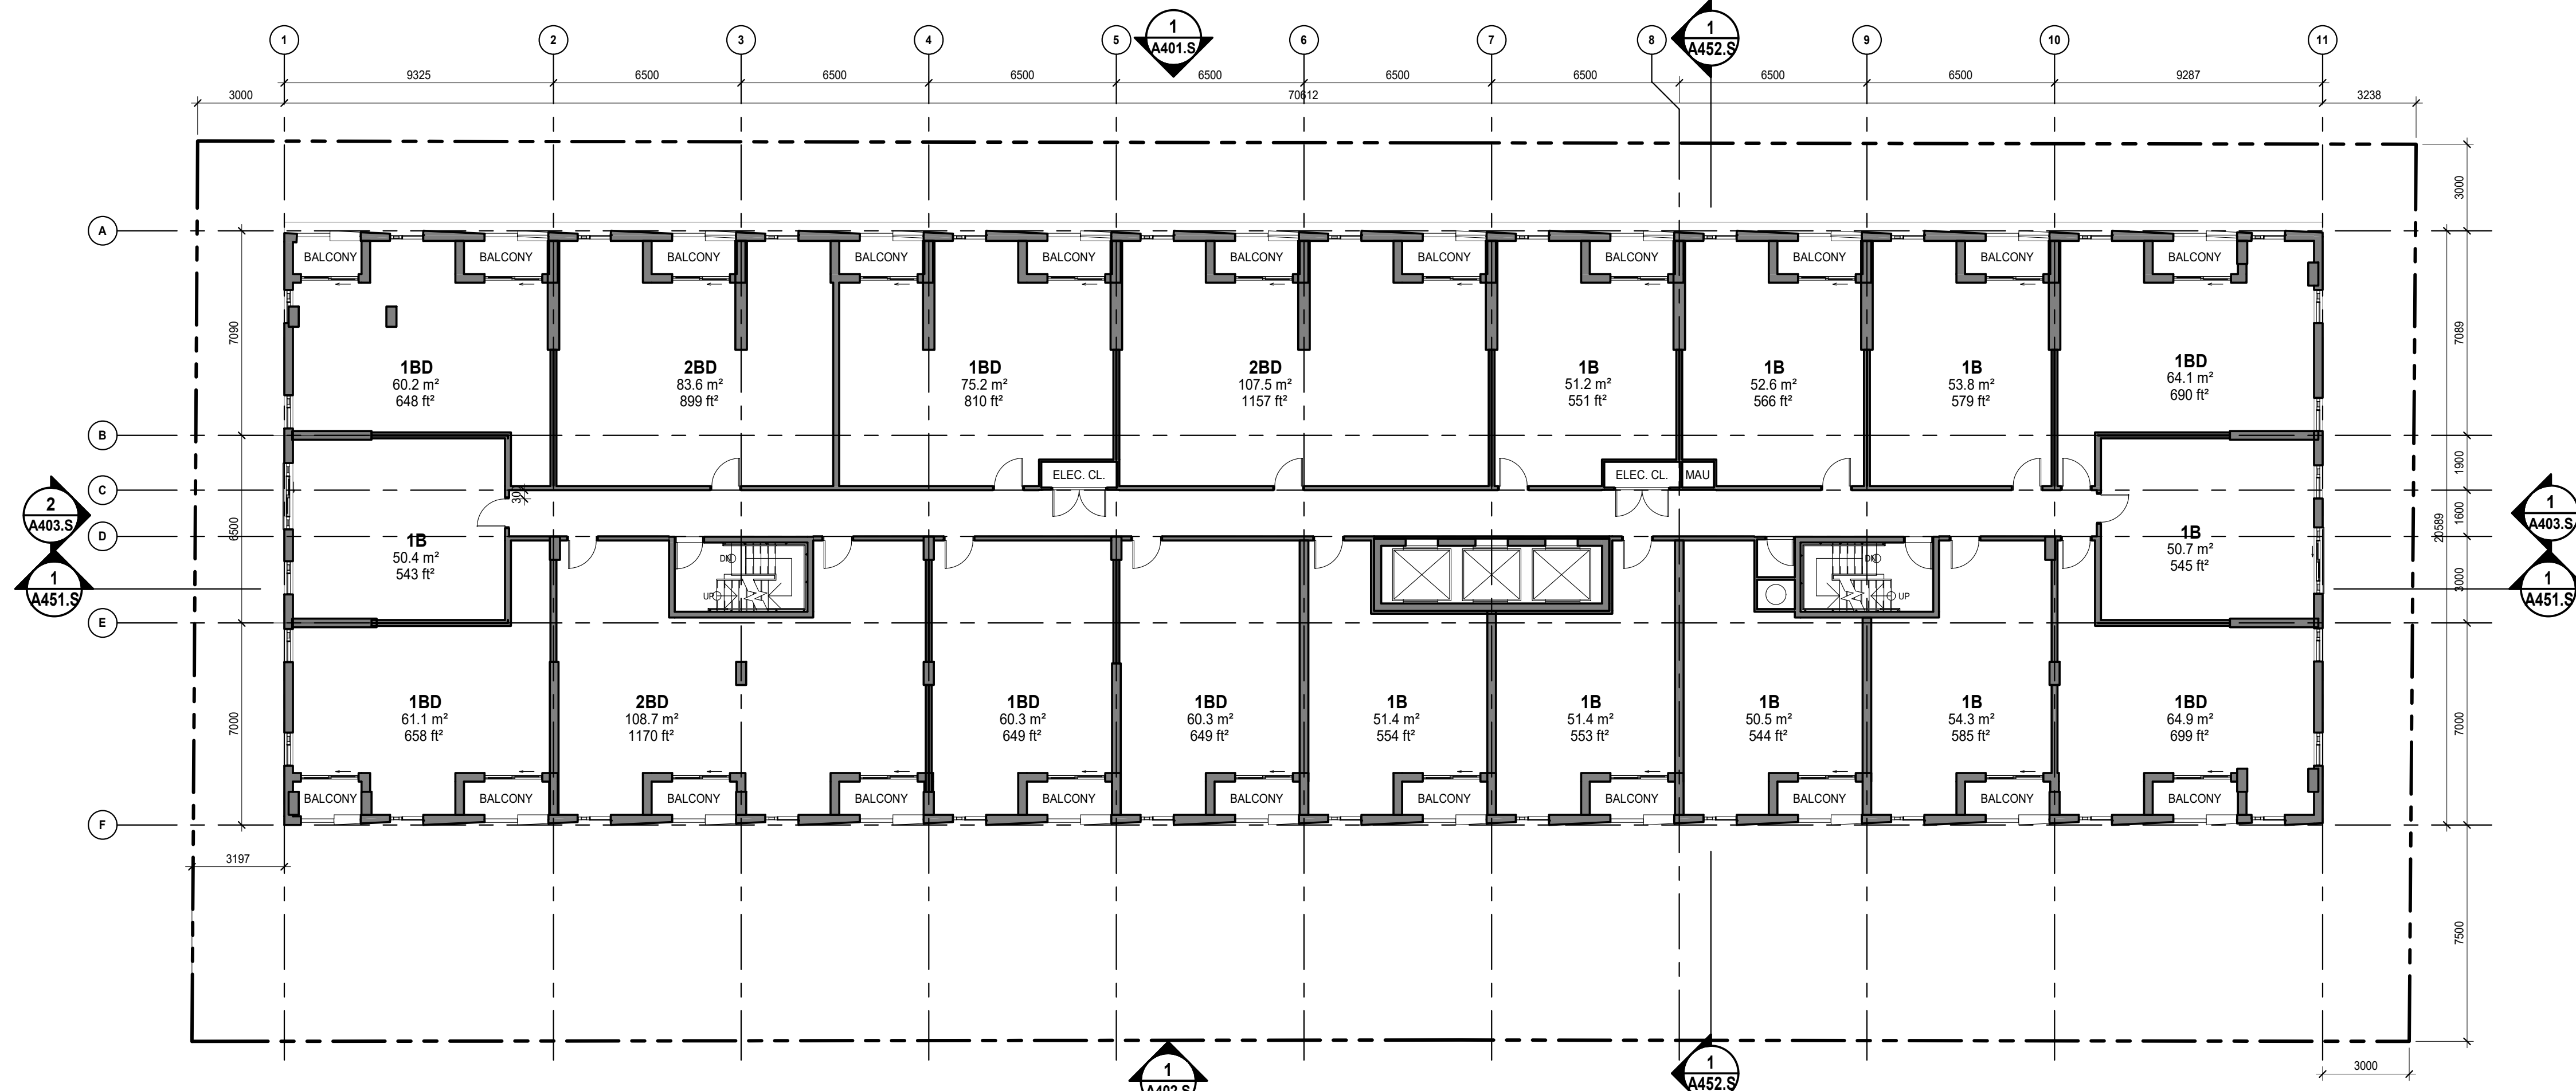 1 2 3 4 5 6 7 8 9 10 11
1
A401.S
1
A452.S
9325 6500 6500 6500 6500 6500 6500 6500 6500 9287
3000 70612 3238
3000
A
BALCONY BALCONY BALCONY BALCONY BALCONY BALCONY BALCONY BALCONY BALCONY BALCONY BALCONY
7090
7089
1BD
60.2 m²
648 ft²
2BD
83.6 m²
899 ft²
1BD
75.2 m²
810 ft²
2BD
107.5 m²
1157 ft²
1B
51.2 m²
551 ft²
1B
52.6 m²
566 ft²
1B
53.8 m²
579 ft²
1BD
64.1 m²
690 ft²
B
1900
ELEC. CL. ELEC. CL. MAU
C
2
A403.S
1
A403.S
6500
1600
20589
D
1B
50.4 m²
543 ft²
DN
UP
DN
UP
1B
50.7 m²
545 ft²
3000
1
A451.S
1
A451.S
E
7000
7000
1BD
61.1 m²
658 ft²
2BD
108.7 m²
1170 ft²
1BD
60.3 m²
649 ft²
1BD
60.3 m²
649 ft²
1B
51.4 m²
554 ft²
1B
51.4 m²
553 ft²
1B
50.5 m²
544 ft²
1B
54.3 m²
585 ft²
1BD
64.9 m²
699 ft²
BALCONY BALCONY BALCONY BALCONY BALCONY BALCONY BALCONY BALCONY BALCONY BALCONY BALCONY
F
3197
7500
1
A402.S
1
A452.S
3000